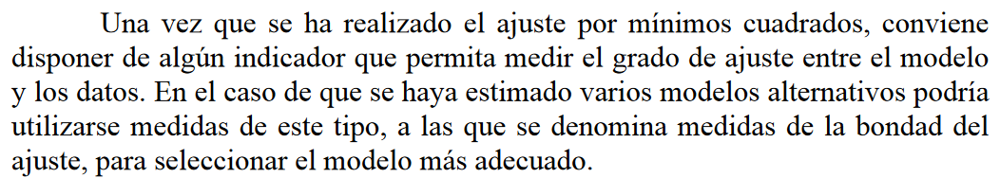 Una vez que se ha realizado el ajuste por mínimos cuadrados, conviene
disponer de algún indicador que permita medir el grado de ajuste entre el modelo
y los datos. En el caso de que se haya estimado varios modelos alternativos podría
utilizarse medidas de este tipo, a las que se denomina medidas de la bondad del
ajuste, para seleccionar el modelo más adecuado.